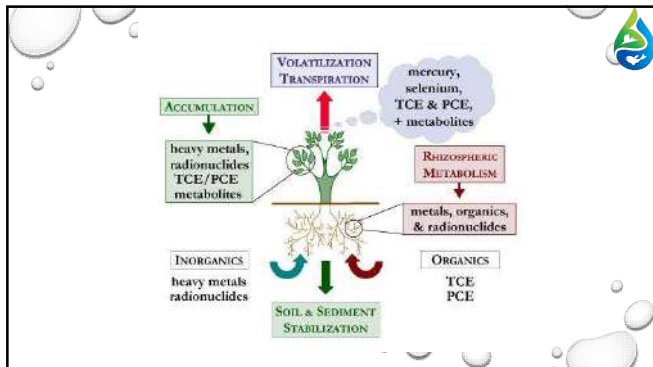 VOLATILIZATION
TRANSPIRATION
mercury,
selenium,
TCE & PCE,
+ metabolites
ACCUMULATION
heavy metals,
radionuclides
TCE/PCE
metabolites
RHIZOSPHERIC
METABOLISM
metals, organics,
& radionuclides
INORGANICS
heavy metals
radionuclides
ORGANICS
TCE
PCE
SOIL & SEDIMENT
STABILIZATION